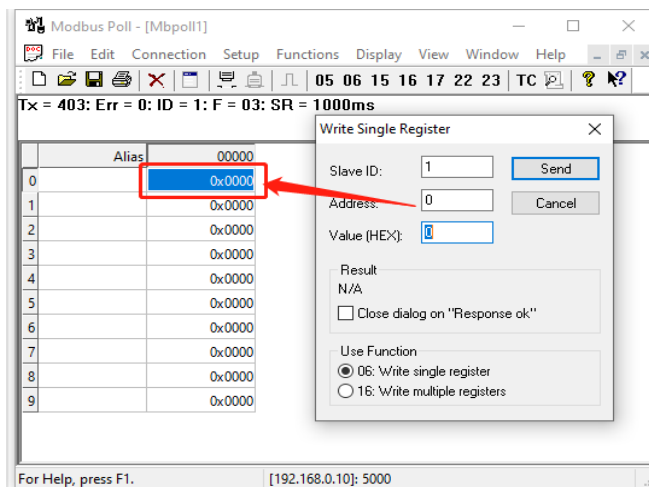 Modbus Poll - [Mbpoll1]
File Edit Connection Setup Functions Display View Window Help
05 06 15 16 17 22 23 TC
Tx = 403: Err = 0: ID = 1: F = 03: SR = 1000ms
Write Single Register
Slave ID: 1 Send
Address: 0 Cancel
Value (HEX): 0
Result
N/A
Close dialog on "Response ok"
Use Function
06: Write single register
16: Write multiple registers
Alias 00000
0 0x0000
1 0x0000
2 0x0000
3 0x0000
4 0x0000
5 0x0000
6 0x0000
7 0x0000
8 0x0000
9 0x0000
For Help, press F1. [192.168.0.10]: 5000